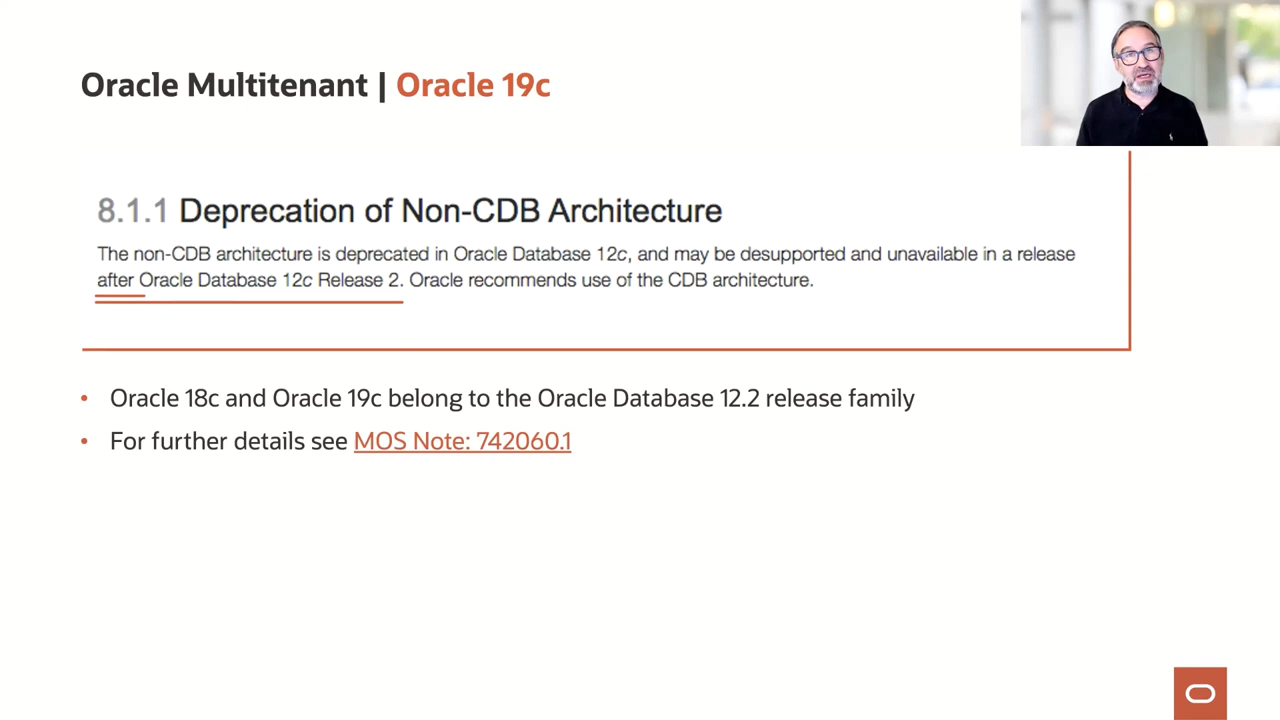 Oracle Multitenant | Oracle 19c
8.1.1 Deprecation of Non-CDB Architecture
The non-CDB architecture is deprecated in Oracle Database 12c, and may be desupported and unavailable in a release
after Oracle Database 12c Release 2. Oracle recommends use of the CDB architecture.
• Oracle 18c and Oracle 19c belong to the Oracle Database 12.2 release family
• For further details see MOS Note: 742060.1